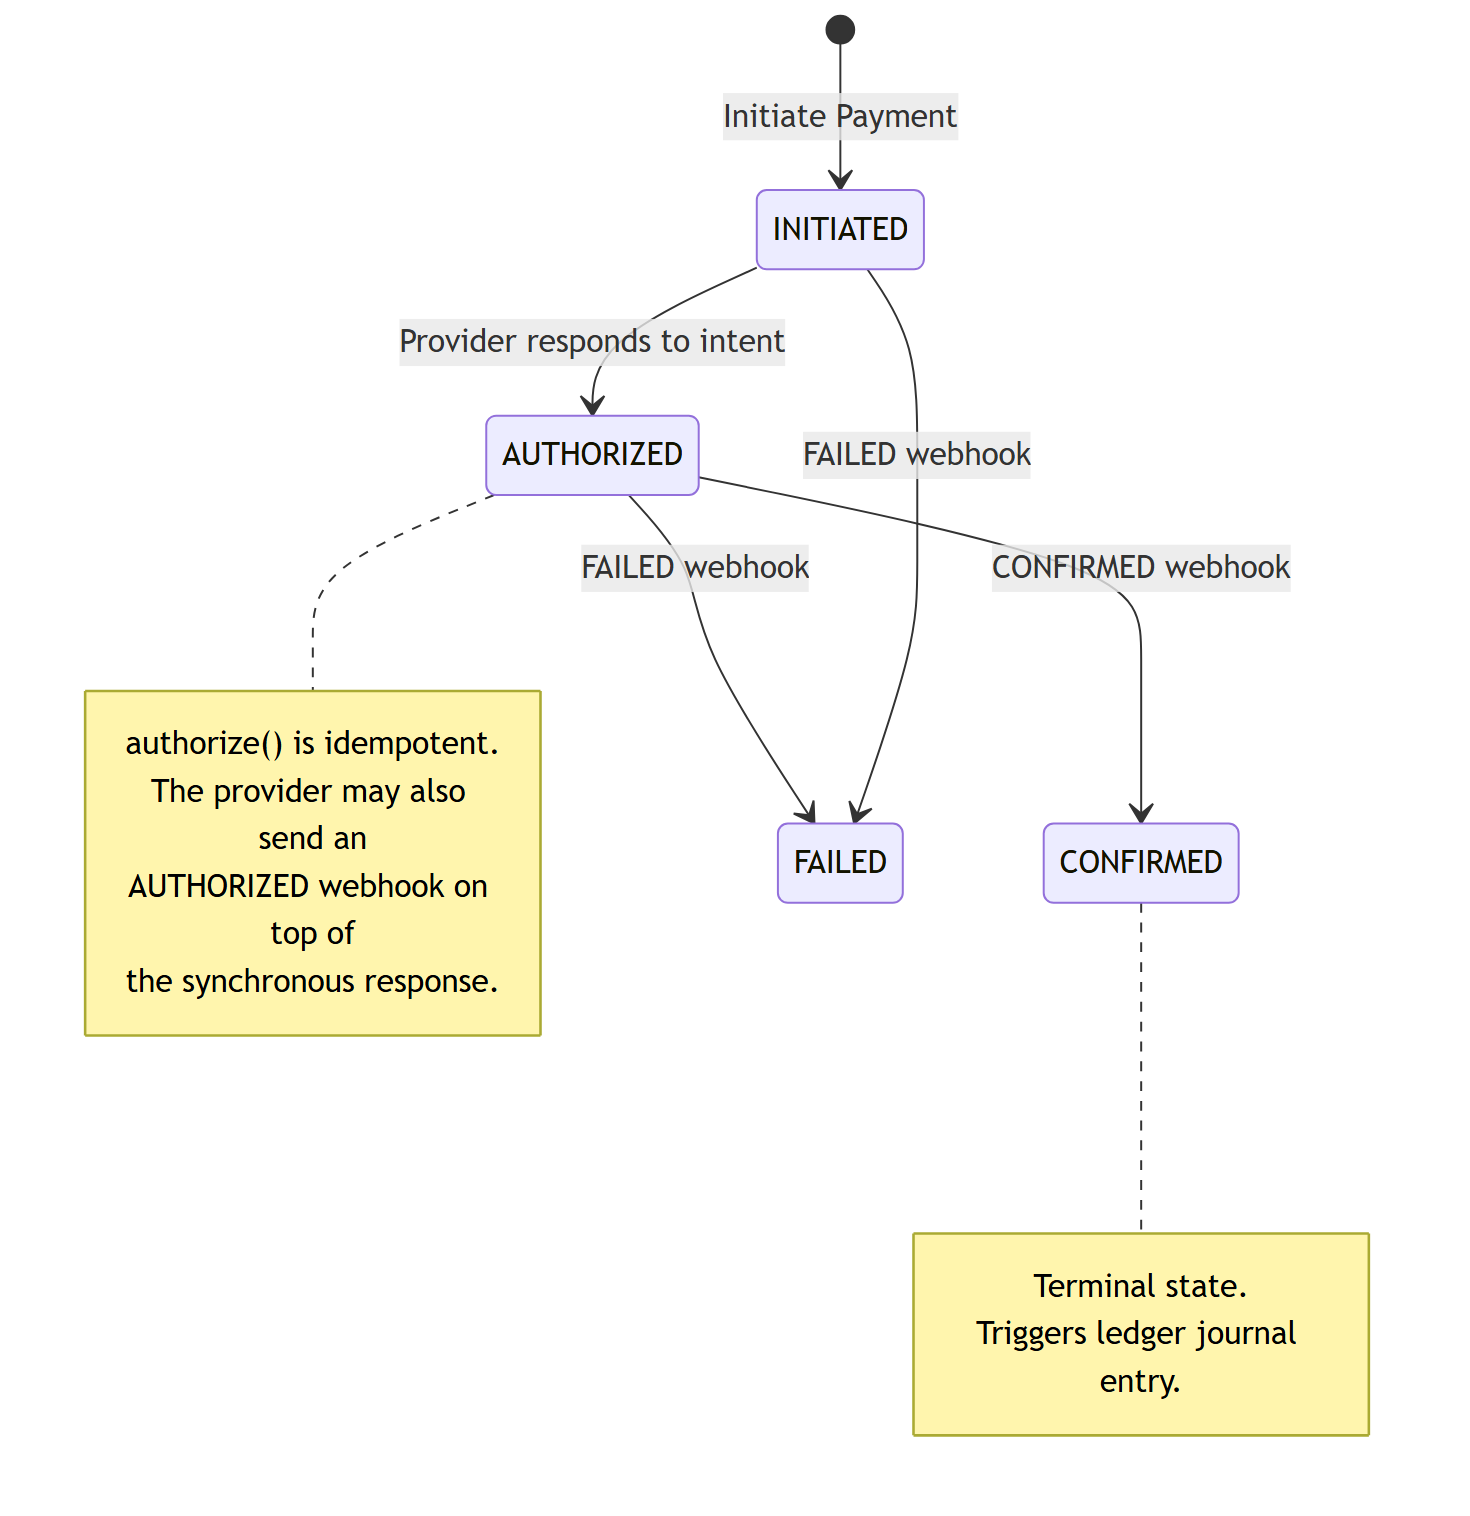 Initiate Payment
INITIATED
Provider responds to intent
AUTHORIZED
FAILED webhook
FAILED webhook
CONFIRMED webhook
authorize() is idempotent.
The provider may also
send an
AUTHORIZED webhook on
top of
the synchronous response.
FAILED
CONFIRMED
Terminal state.
Triggers ledger journal
entry.